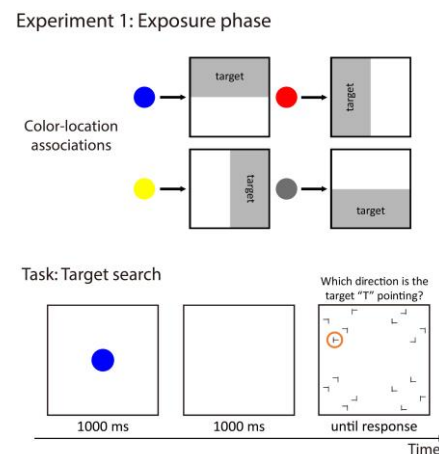 Experiment 1: Exposure phase
target
target
Color-location
associations
target
target
Task: Target search
Which direction is the
target "T" pointing?
1000 ms
1000 ms
until response
Time